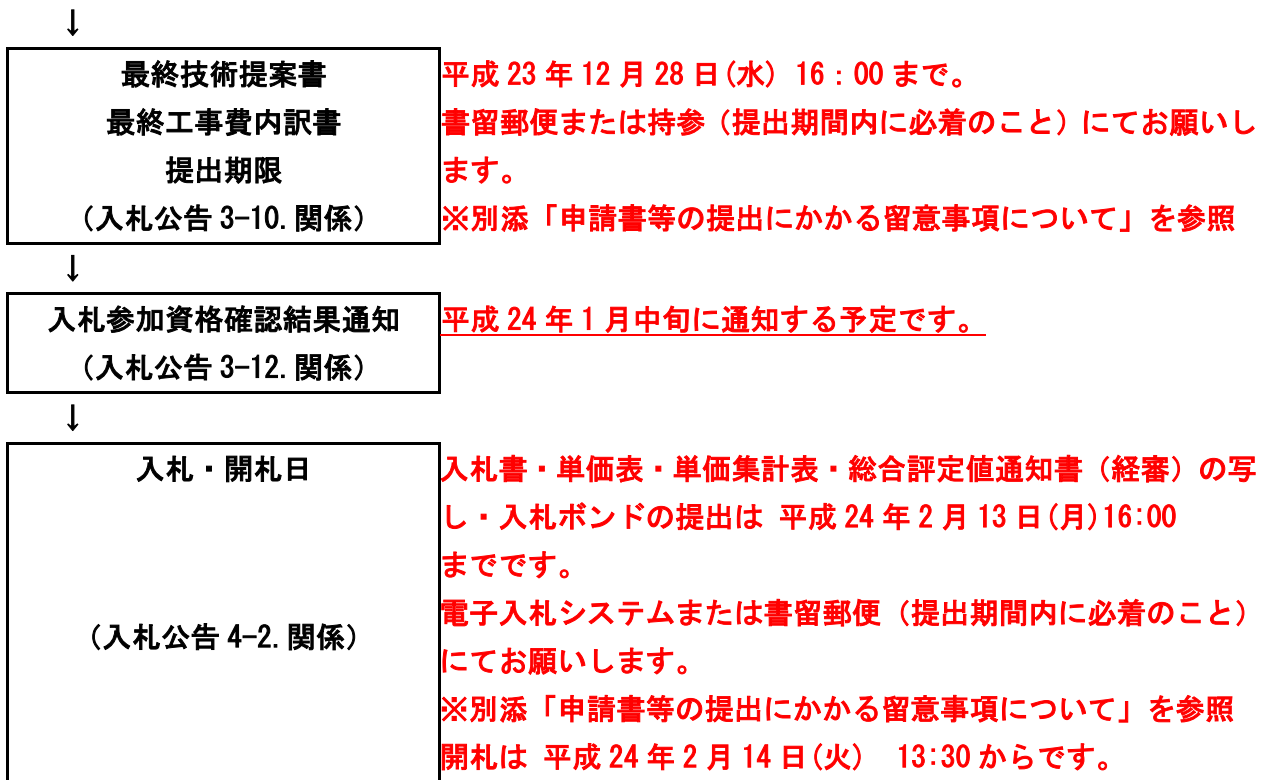 ↓
最終技術提案書
最終工事費内訳書
提出期限
（入札公告 3-10. 関係）
平成 23 年 12 月 28 日(水) 16：00 まで。
書留郵便または持参（提出期間内に必着のこと）にてお願いし
ます。
※別添「申請書等の提出にかかる留意事項について」を参照
↓
入札参加資格確認結果通知
（入札公告 3-12. 関係）
平成 24 年 1 月中旬に通知する予定です。
↓
入札・開札日
（入札公告 4-2. 関係）
入札書・単価表・単価集計表・総合評定値通知書（経審）の写
し・入札ボンドの提出は 平成 24 年 2 月 13 日(月)16:00
までです。
電子入札システムまたは書留郵便（提出期間内に必着のこと）
にてお願いします。
※別添「申請書等の提出にかかる留意事項について」を参照
開札は 平成 24 年 2 月 14 日(火) 13:30 からです。